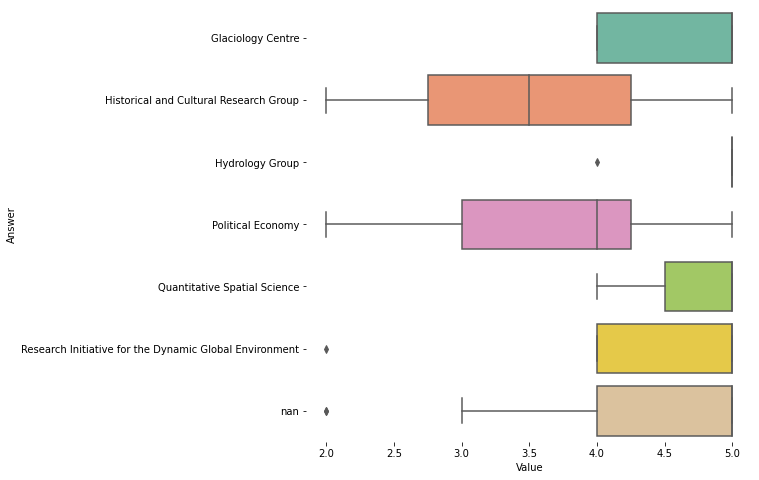 Glaciology Centre
Historical and Cultural Research Group
Hydrology Group
Answer
Political Economy
Quantitative Spatial Science
Research Initiative for the Dynamic Global Environment
nan
2.0 2.5 3.0 3.5 4.0 4.5 5.0
Value